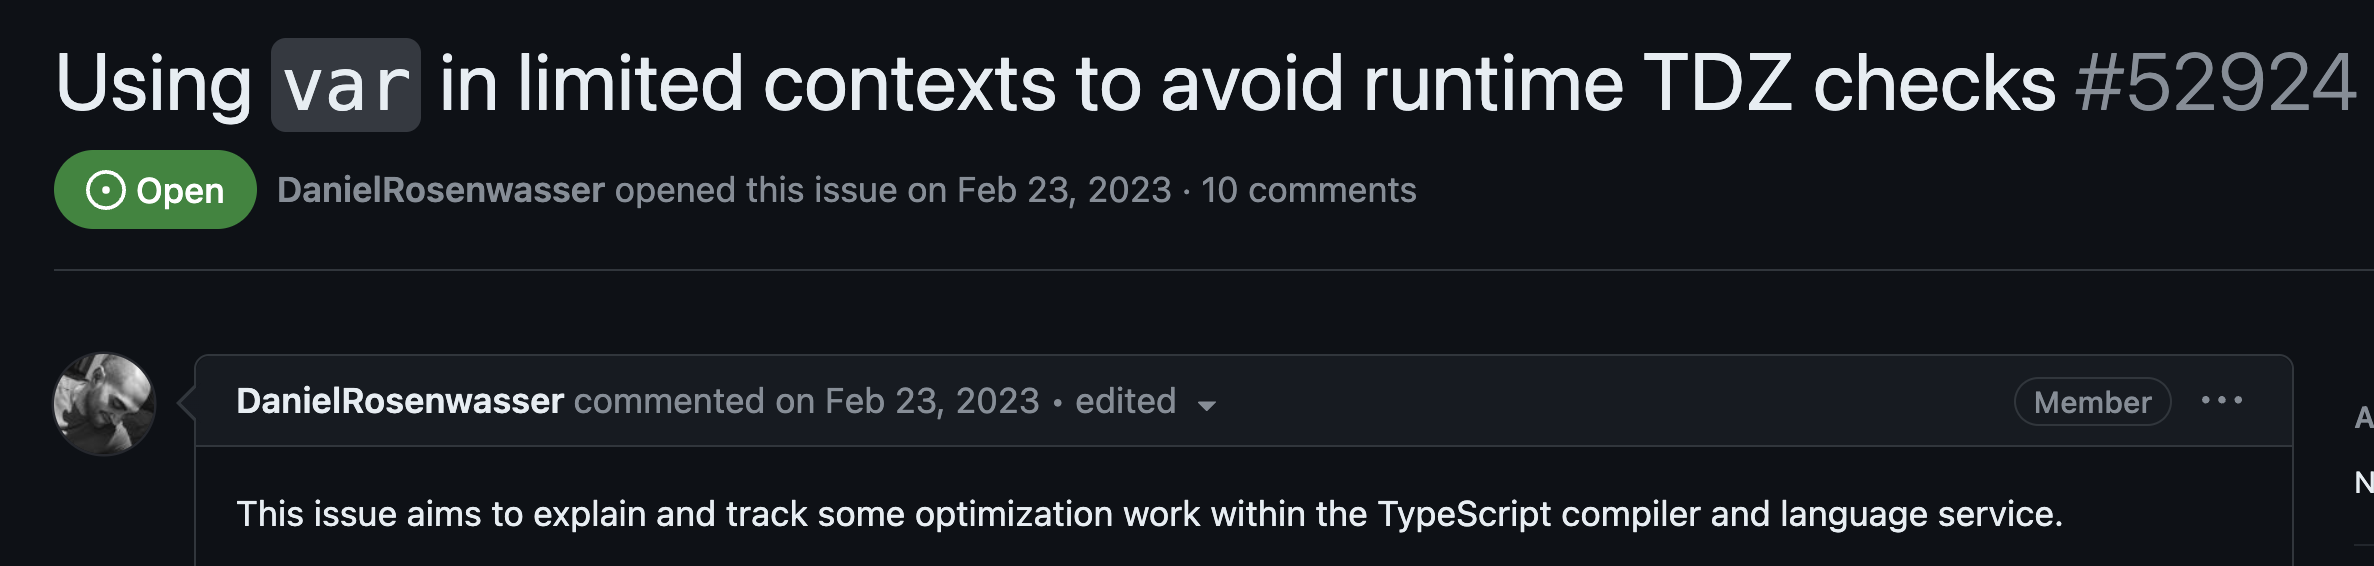 Using var in limited contexts to avoid runtime TDZ checks #52924
Open DanielRosenwasser opened this issue on Feb 23, 2023 · 10 comments
DanielRosenwasser commented on Feb 23, 2023 • edited
Member
A
This issue aims to explain and track some optimization work within the TypeScript compiler and language service.
N